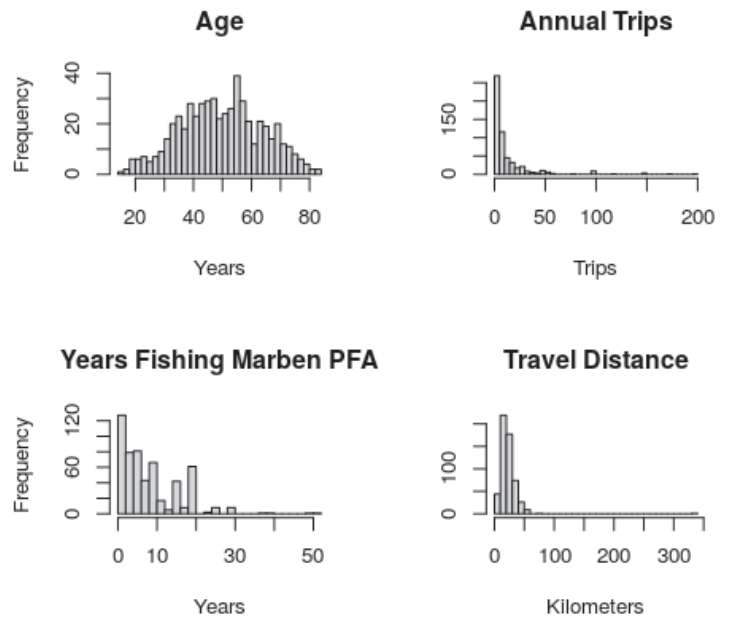 Age
Frequency
40
20
0
20 40 60 80
Years
Annual Trips
150
0
0 50 100 200
Trips
Years Fishing Marben PFA
Frequency
120
60
0
0 10 30 50
Years
Travel Distance
100
0
0 100 200 300
Kilometers